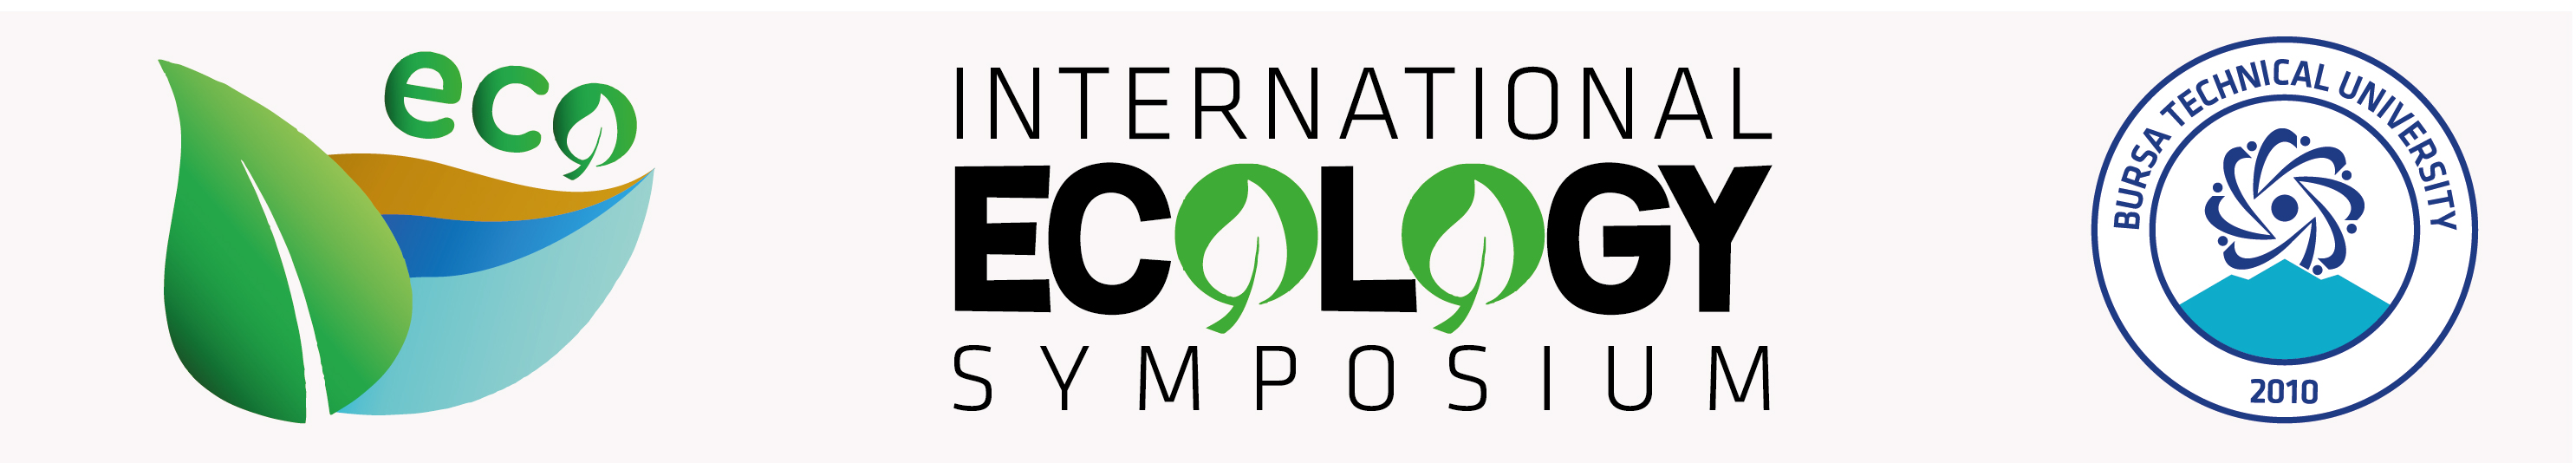 eco
INTERNATIONAL
ECOLOGY
SYMPOSIUM
BURSA TECHNICAL UNIVERSITY
2010